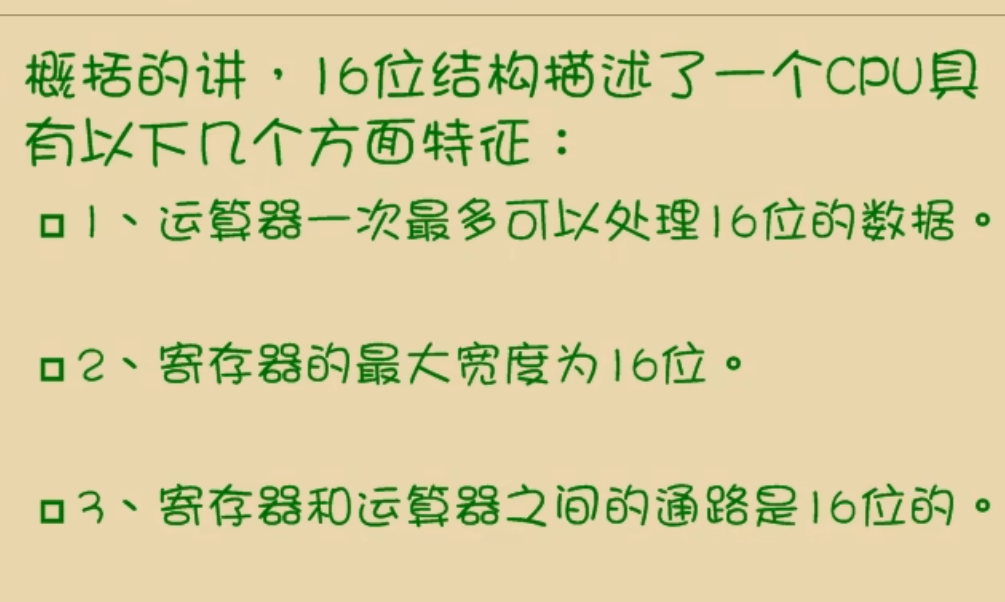 概括的讲，16位结构描述了一个CPU具
有以下几个方面特征：
1、运算器一次最多可以处理16位的数据。
2、寄存器的最大宽度为16位。
3、寄存器和运算器之间的通路是16位的。